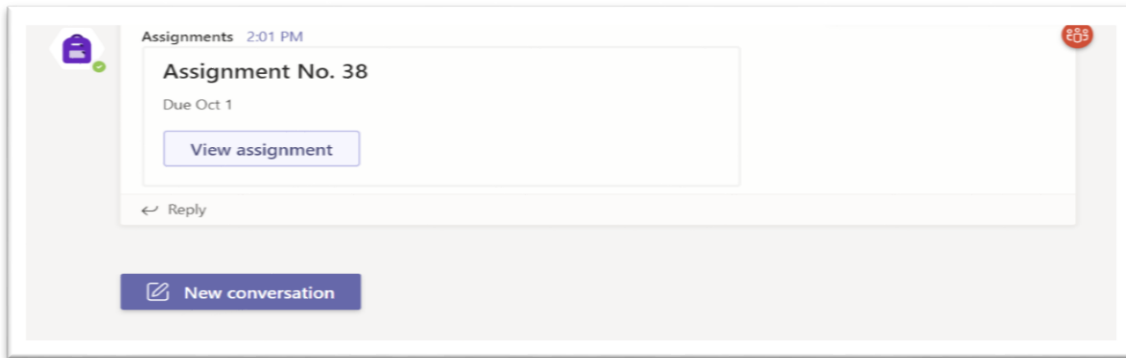 Assignments 2:01 PM
Assignment No. 38
Due Oct 1
View assignment
Reply
New conversation